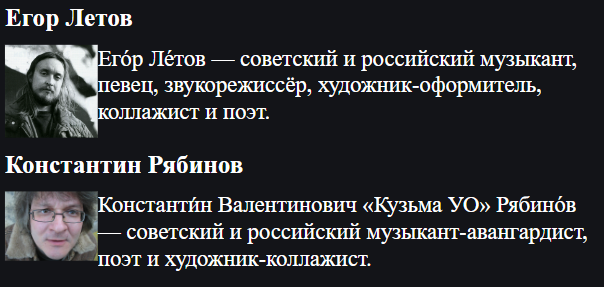 Егор Летов
Его́р Ле́тов — советский и российский музыкант,
певец, звукорежиссёр, художник-оформитель,
коллажист и поэт.
Константин Рябинов
Константи́н Валентинович «Кузьма УО» Рябино́в
— советский и российский музыкант-авангардист,
поэт и художник-коллажист.